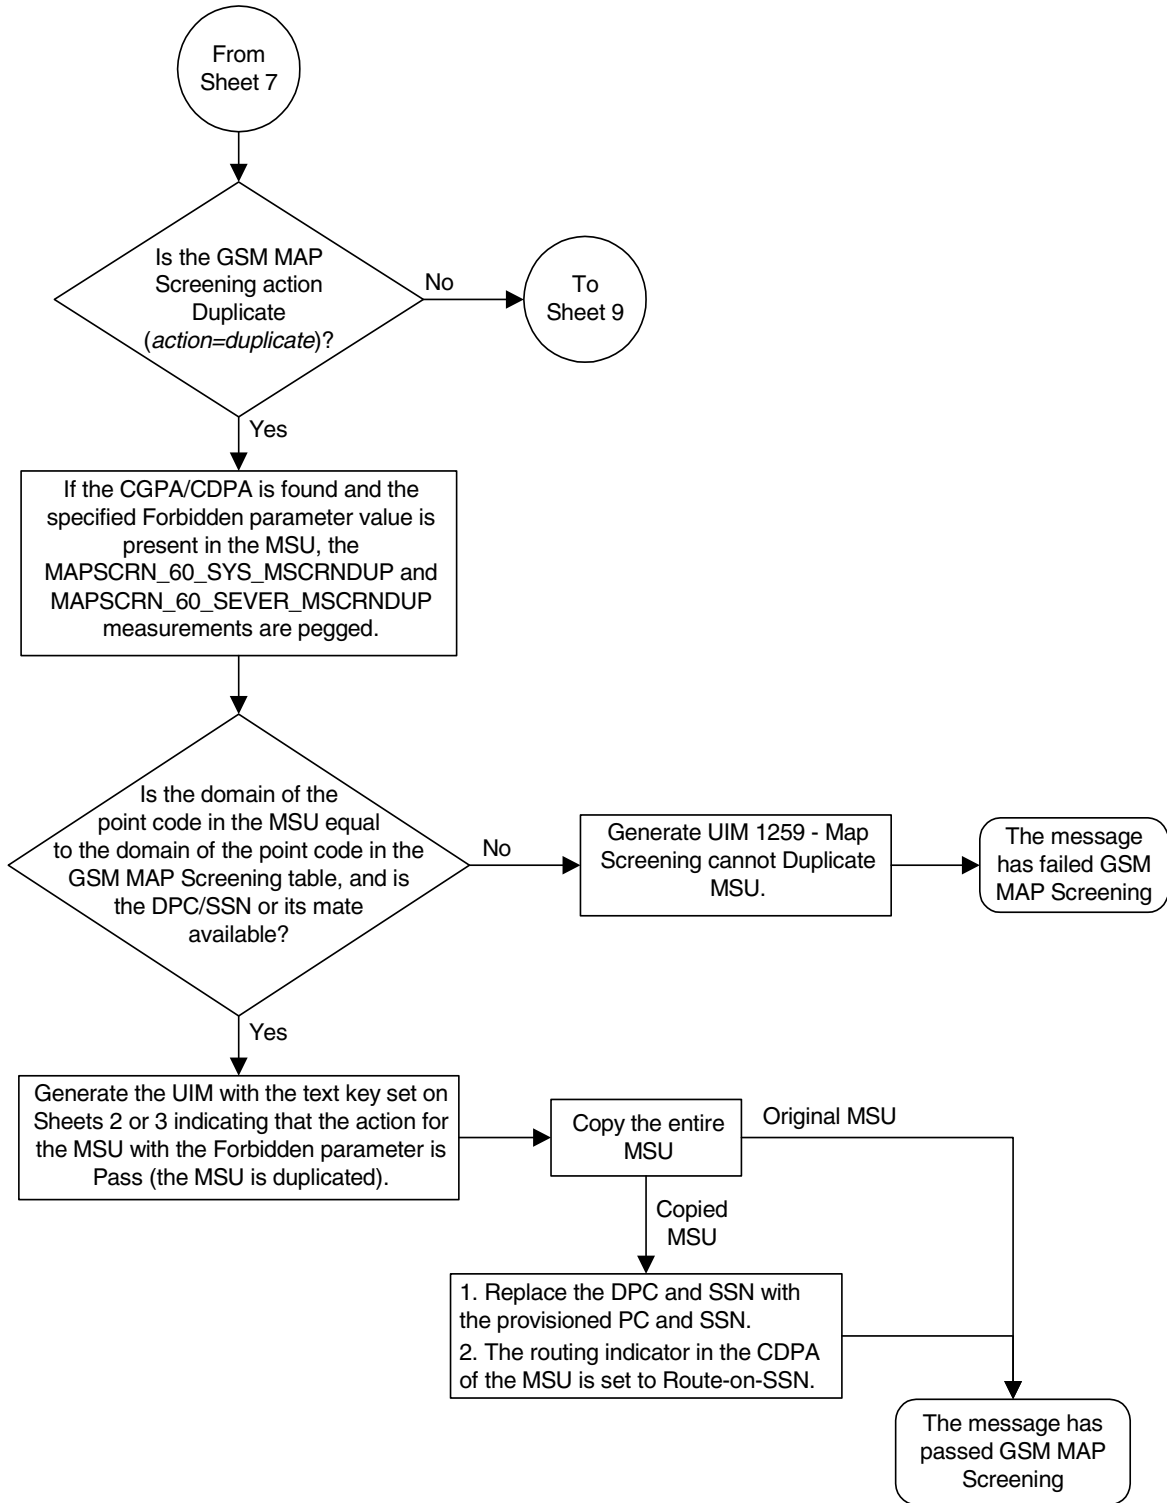 From
Sheet 7
Is the GSM MAP
Screening action
Duplicate
(action=duplicate)?
No
To
Sheet 9
Yes
If the CGPA/CDPA is found and the
specified Forbidden parameter value is
present in the MSU, the
MAPSCRN_60_SYS_MSCRNDUP and
MAPSCRN_60_SEVER_MSCRNDUP
measurements are pegged.
Is the domain of the
point code in the MSU equal
to the domain of the point code in the
GSM MAP Screening table, and is
the DPC/SSN or its mate
available?
No
Generate UIM 1259 - Map
Screening cannot Duplicate
MSU.
The message
has failed GSM
MAP Screening
Yes
Generate the UIM with the text key set on
Sheets 2 or 3 indicating that the action for
the MSU with the Forbidden parameter is
Pass (the MSU is duplicated).
Copy the entire
MSU
Original MSU
Copied
MSU
1. Replace the DPC and SSN with
the provisioned PC and SSN.
2. The routing indicator in the CDPA
of the MSU is set to Route-on-SSN.
The message has
passed GSM MAP
Screening